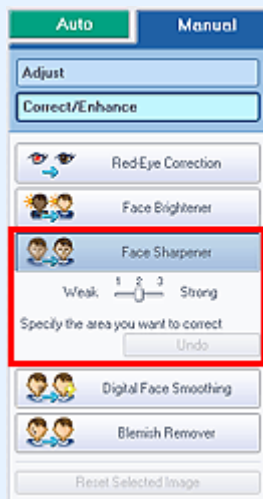 Auto Manual
Adjust
Correct/Enhance
Red-Eye Correction
Face Brightener
Face Sharpener
1 2 3
Weak Strong
Specify the area you want to correct
Undo
Digital Face Smoothing
Blemish Remover
Reset Selected Image